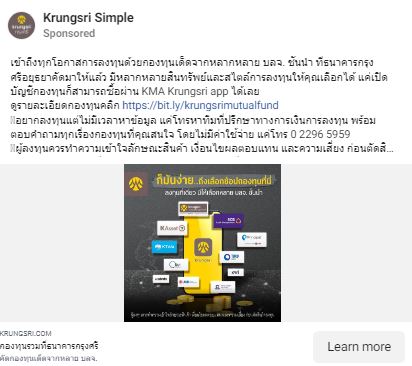 Krungsri Simple
Sponsored
เข้าถึงทุกโอกาสการลงทุนด้วยกองทุนเด็ดจากหลากหลาย บลจ. ชั้นนำ ที่ธนาคารกรุง
ศรีอยุธยาคัดมาให้แล้ว มีหลากหลายสินทรัพย์และสไตล์การลงทุนให้คุณเลือกได้ แค่เปิด
บัญชีกองทุนก็สามารถซื้อผ่าน KMA Krungsri app ได้เลย
ดูรายละเอียดกองทุนคลิก https://bit.ly/krungsrimutualfund
อยากลงทุนแต่ไม่มีเวลาหาข้อมูล แค่โทรหาทีมที่ปรึกษาทางการเงินการลงทุน พร้อม
ตอบคำถามทุกเรื่องกองทุนที่คุณสนใจ โดยไม่มีค่าใช้จ่าย แค่โทร 0 2296 5959
ผู้ลงทุนควรทำความเข้าใจลักษณะสินค้า เงื่อนไขผลตอบแทน และความเสี่ยง ก่อนตัดสิ...
ก็มันง่าย..ถึงเลือกช้อปกองทุนที่นี่
ลงทุนที่เดียว มีให้เลือกหลาย บลจ. ชั้นนำ
krungsri
KAsset
SCB
KTAM
Principal
krungsri
KRUNGSRI.COM
กองทุนรวมที่ธนาคารกรุงศรี
คัดกองทุนเด็ดจากหลาย บลจ.
Learn more